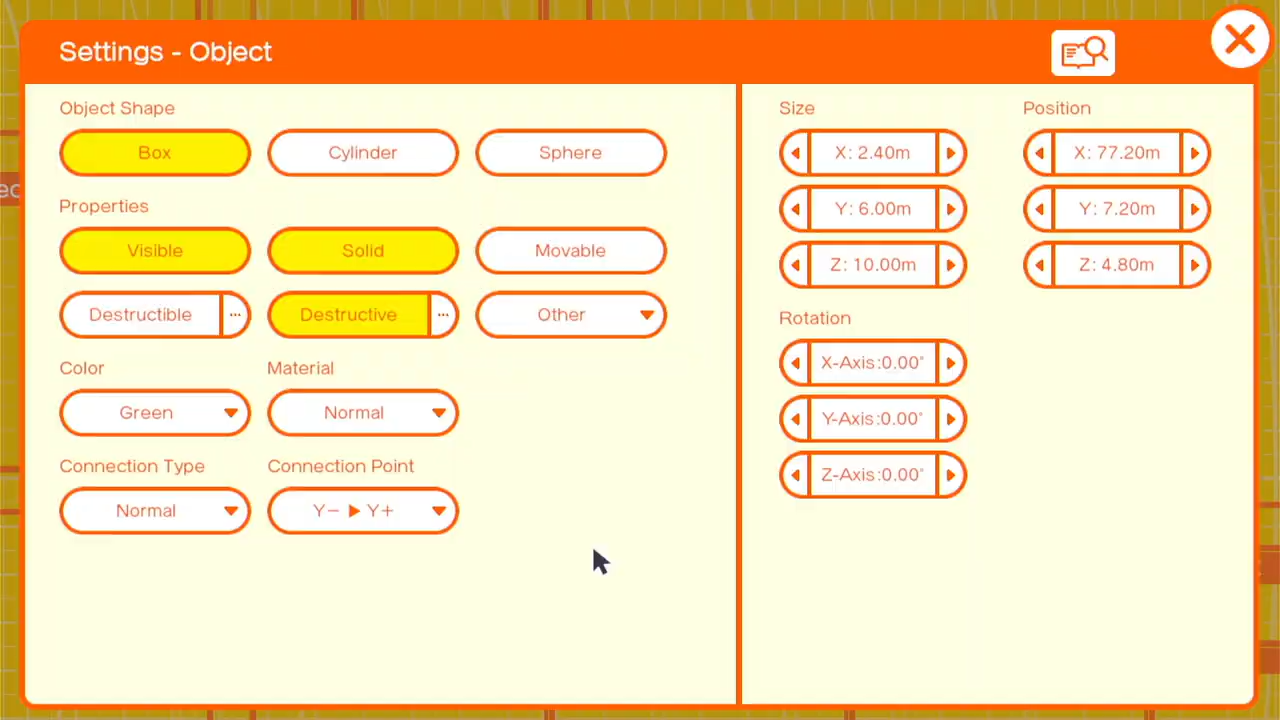 Settings - Object
Object Shape
Box
Cylinder
Sphere
Properties
Visible
Solid
Movable
Destructible
...
Destructive
...
Other
Color
Material
Green
Normal
Connection Type
Connection Point
Normal
Y− ▶ Y+
Size
X: 2.40m
Y: 6.00m
Z: 10.00m
Position
X: 77.20m
Y: 7.20m
Z: 4.80m
Rotation
X-Axis:0.00°
Y-Axis:0.00°
Z-Axis:0.00°